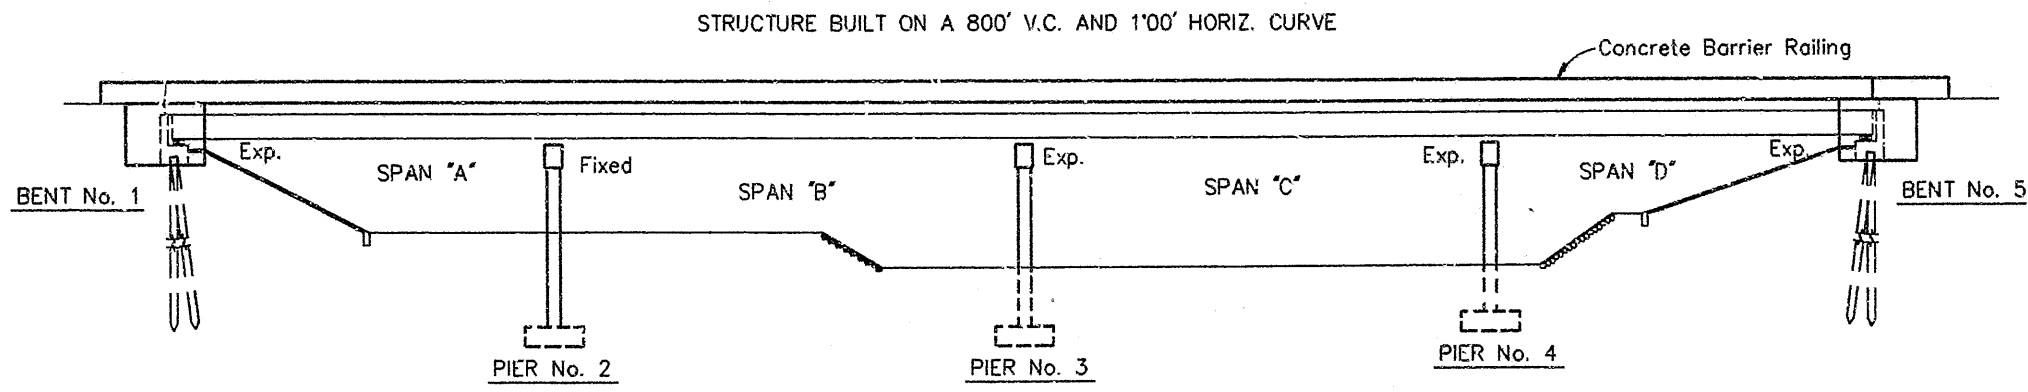 STRUCTURE BUILT ON A 800' V.C. AND 1°00' HORIZ. CURVE
Concrete Barrier Railing
Exp.
SPAN "A"
Fixed
SPAN "B"
Exp.
SPAN "C"
Exp.
SPAN "D"
Exp.
BENT No. 1
BENT No. 5
PIER No. 2
PIER No. 3
PIER No. 4